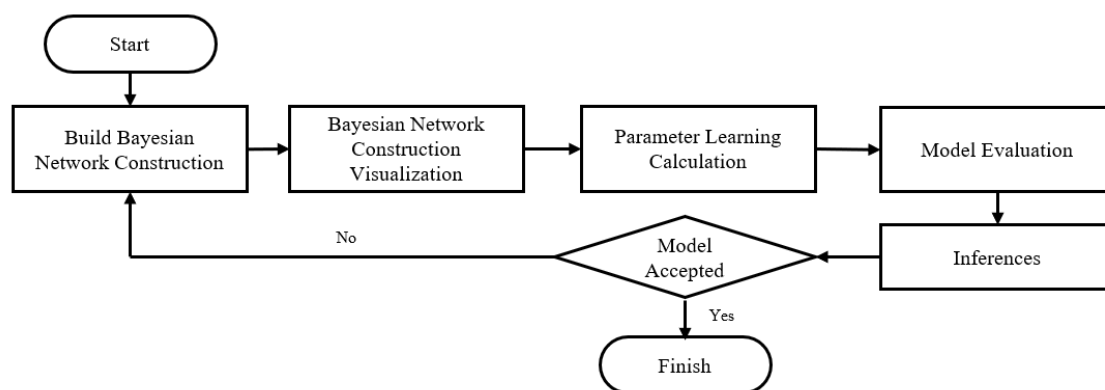 Start
Build Bayesian
Network Construction
Bayesian Network
Construction
Visualization
Parameter Learning
Calculation
Model Evaluation
Inferences
Model
Accepted
No
Yes
Finish